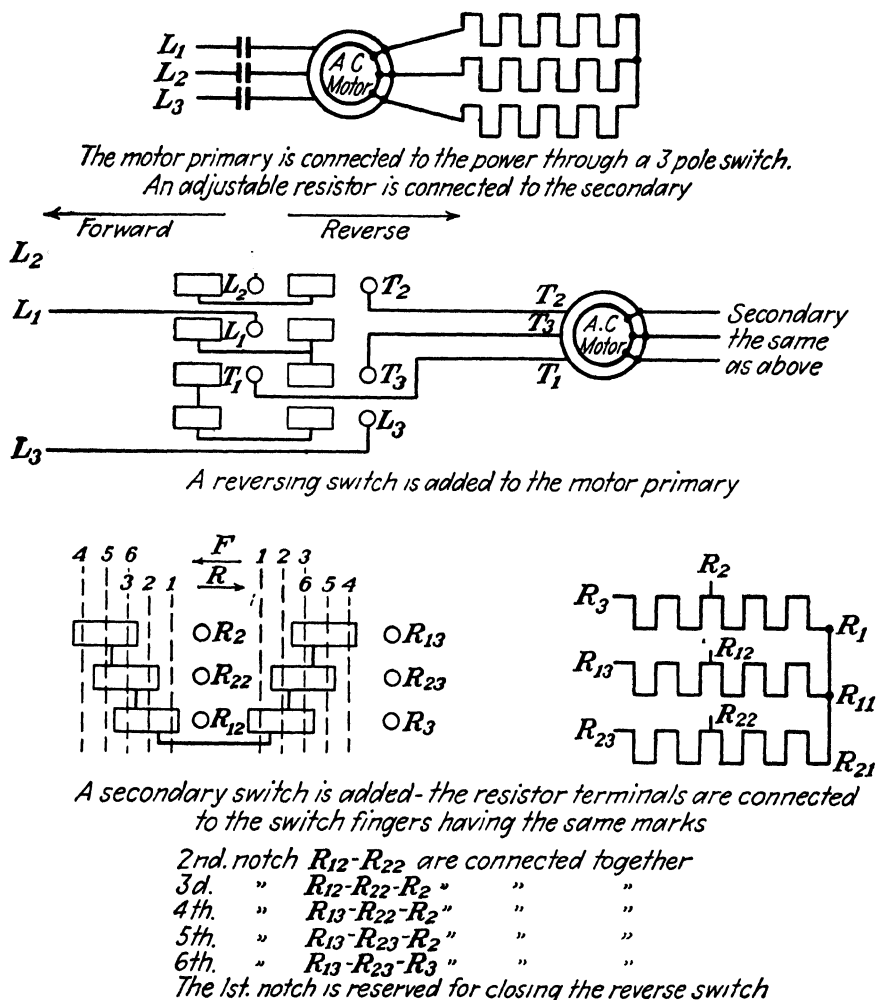 L1
L2
L3
A C
Motor
The motor primary is connected to the power through a 3 pole switch.
An adjustable resistor is connected to the secondary
Forward Reverse
L2
L2 T2
L1
L1
T1 T3
L3
L3
T2
T3
T1
A.C
Motor
Secondary
the same
as above
A reversing switch is added to the motor primary
4 5 6 F 1 2 3
3 2 1 R 6 5 4
R2 R13
R22 R23
R12 R3
R2
R3 R1
R12
R13 R11
R22
R23 R21
A secondary switch is added - the resistor terminals are connected
to the switch fingers having the same marks
2nd. notch R12-R22 are connected together
3d. " R12-R22-R2 " " "
4th. " R13-R22-R2 " " "
5th. " R13-R23-R2 " " "
6th. " R13-R23-R3 " " "
The 1st. notch is reserved for closing the reverse switch